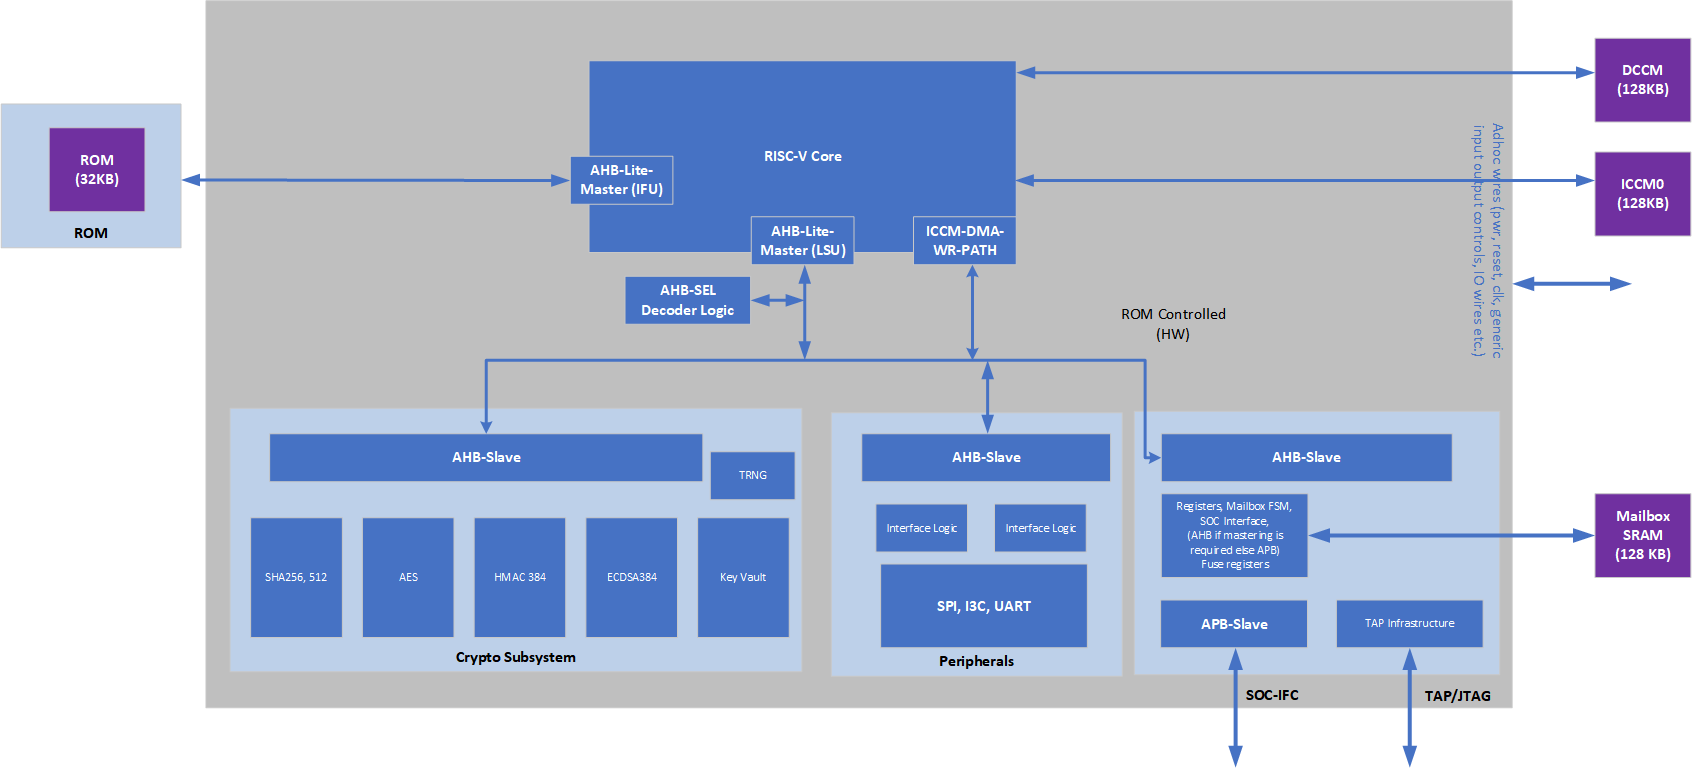 DCCM
(128KB)
RISC-V Core
ROM
(32KB)
ROM
AHB-Lite-
Master (IFU)
ICCM0
(128KB)
Adhoc wires (pwr, reset, clk, generic
input output controls, IO wires etc.)
AHB-Lite-
Master (LSU)
ICCM-DMA-
WR-PATH
AHB-SEL
Decoder Logic
ROM Controlled
(HW)
AHB-Slave
TRNG
SHA256, 512
AES
HMAC 384
ECDSA384
Key Vault
Crypto Subsystem
AHB-Slave
Interface Logic
Interface Logic
SPI, I3C, UART
Peripherals
AHB-Slave
Registers, Mailbox FSM,
SOC Interface,
(AHB if mastering is
required else APB)
Fuse registers
Mailbox
SRAM
(128 KB)
APB-Slave
TAP Infrastructure
SOC-IFC
TAP/JTAG